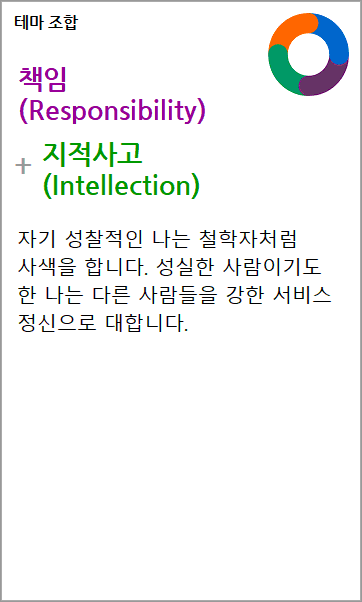 테마 조합
책임
(Responsibility)
+ 지적사고
(Intellection)
자기 성찰적인 나는 철학자처럼
사색을 합니다. 성실한 사람이기도
한 나는 다른 사람들을 강한 서비스
정신으로 대합니다.